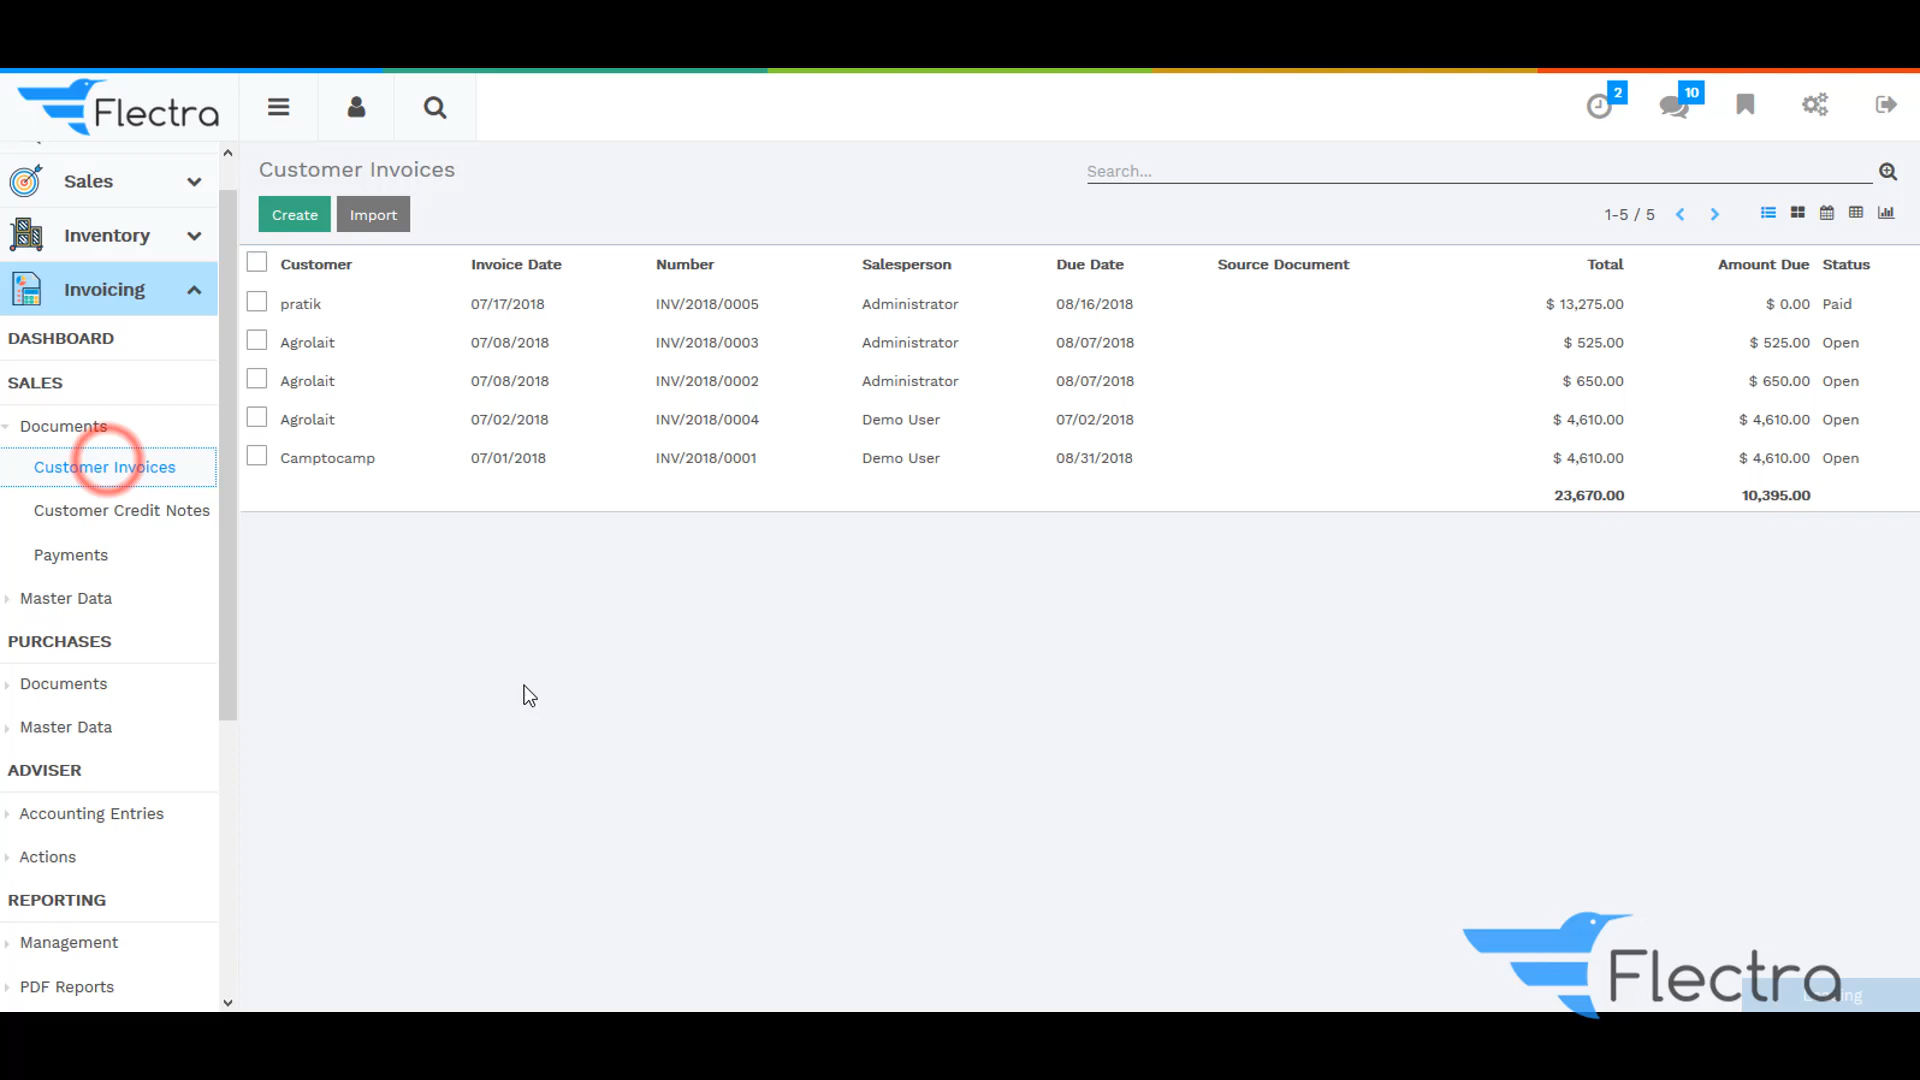 Flectra
2
10
Sales
Inventory
Invoicing
DASHBOARD
SALES
Documents
Customer Invoices
Customer Credit Notes
Payments
Master Data
PURCHASES
Documents
Master Data
ADVISER
Accounting Entries
Actions
REPORTING
Management
PDF Reports
Customer Invoices
Search...
Create Import
1-5 / 5
Customer Invoice Date Number Salesperson Due Date Source Document Total Amount Due Status
pratik 07/17/2018 INV/2018/0005 Administrator 08/16/2018 $ 13,275.00 $ 0.00 Paid
Agrolait 07/08/2018 INV/2018/0003 Administrator 08/07/2018 $ 525.00 $ 525.00 Open
Agrolait 07/08/2018 INV/2018/0002 Administrator 08/07/2018 $ 650.00 $ 650.00 Open
Agrolait 07/02/2018 INV/2018/0004 Demo User 07/02/2018 $ 4,610.00 $ 4,610.00 Open
Camptocamp 07/01/2018 INV/2018/0001 Demo User 08/31/2018 $ 4,610.00 $ 4,610.00 Open
23,670.00 10,395.00
Flectra